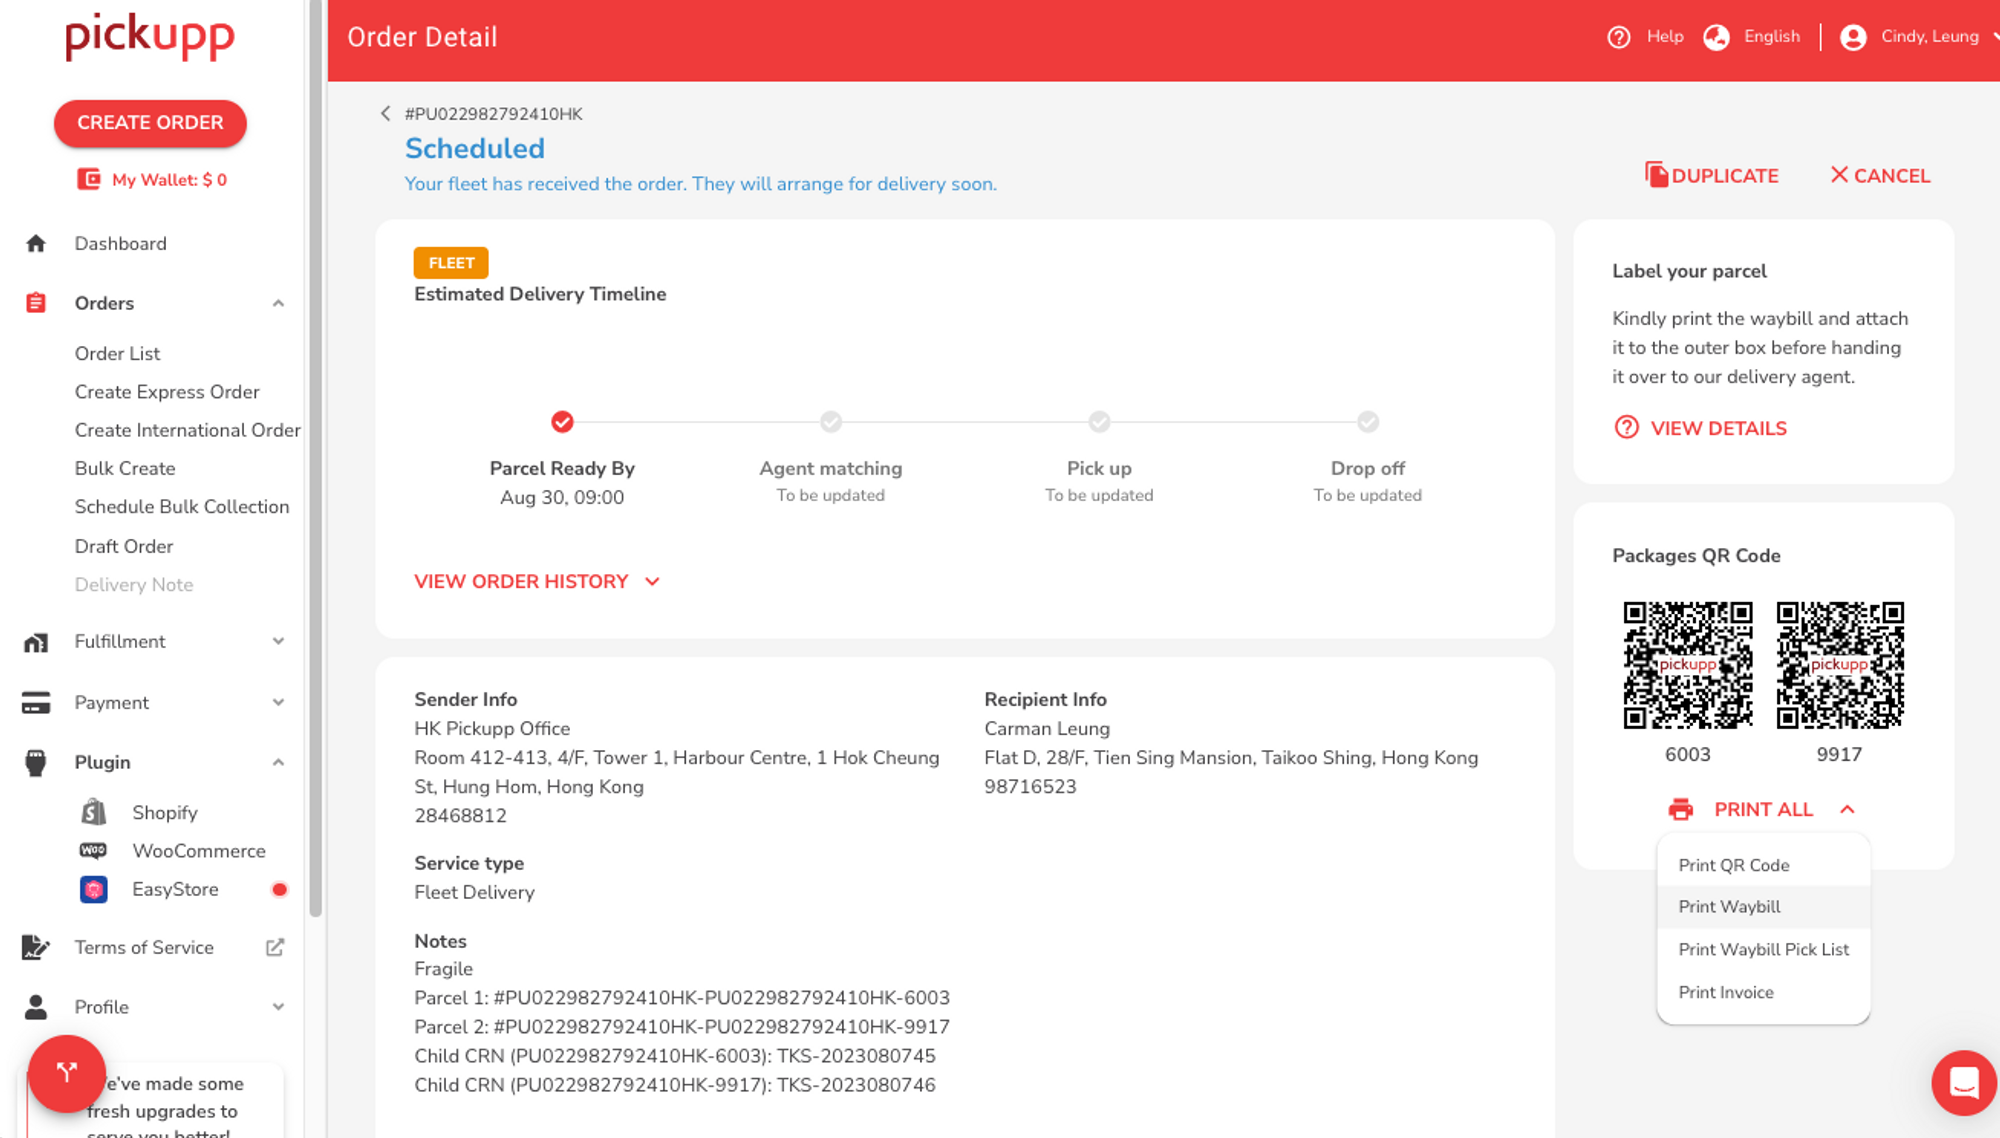 pickupp
CREATE ORDER
My Wallet: $ 0
Dashboard
Orders
Order List
Create Express Order
Create International Order
Bulk Create
Schedule Bulk Collection
Draft Order
Delivery Note
Fulfillment
Payment
Plugin
Shopify
WOO
WooCommerce
EasyStore
Terms of Service
Profile
e've made some
fresh upgrades to
serve you better!
Order Detail
Help
English
Cindy, Leung
#PU022982792410HK
Scheduled
Your fleet has received the order. They will arrange for delivery soon.
DUPLICATE
CANCEL
FLEET
Estimated Delivery Timeline
Parcel Ready By
Aug 30, 09:00
Agent matching
To be updated
Pick up
To be updated
Drop off
To be updated
VIEW ORDER HISTORY
Sender Info
HK Pickupp Office
Room 412-413, 4/F, Tower 1, Harbour Centre, 1 Hok Cheung
St, Hung Hom, Hong Kong
28468812
Recipient Info
Carman Leung
Flat D, 28/F, Tien Sing Mansion, Taikoo Shing, Hong Kong
98716523
Service type
Fleet Delivery
Notes
Fragile
Parcel 1: #PU022982792410HK-PU022982792410HK-6003
Parcel 2: #PU022982792410HK-PU022982792410HK-9917
Child CRN (PU022982792410HK-6003): TKS-2023080745
Child CRN (PU022982792410HK-9917): TKS-2023080746
Label your parcel
Kindly print the waybill and attach
it to the outer box before handing
it over to our delivery agent.
VIEW DETAILS
Packages QR Code
pickupp
pickupp
6003
9917
PRINT ALL
Print QR Code
Print Waybill
Print Waybill Pick List
Print Invoice